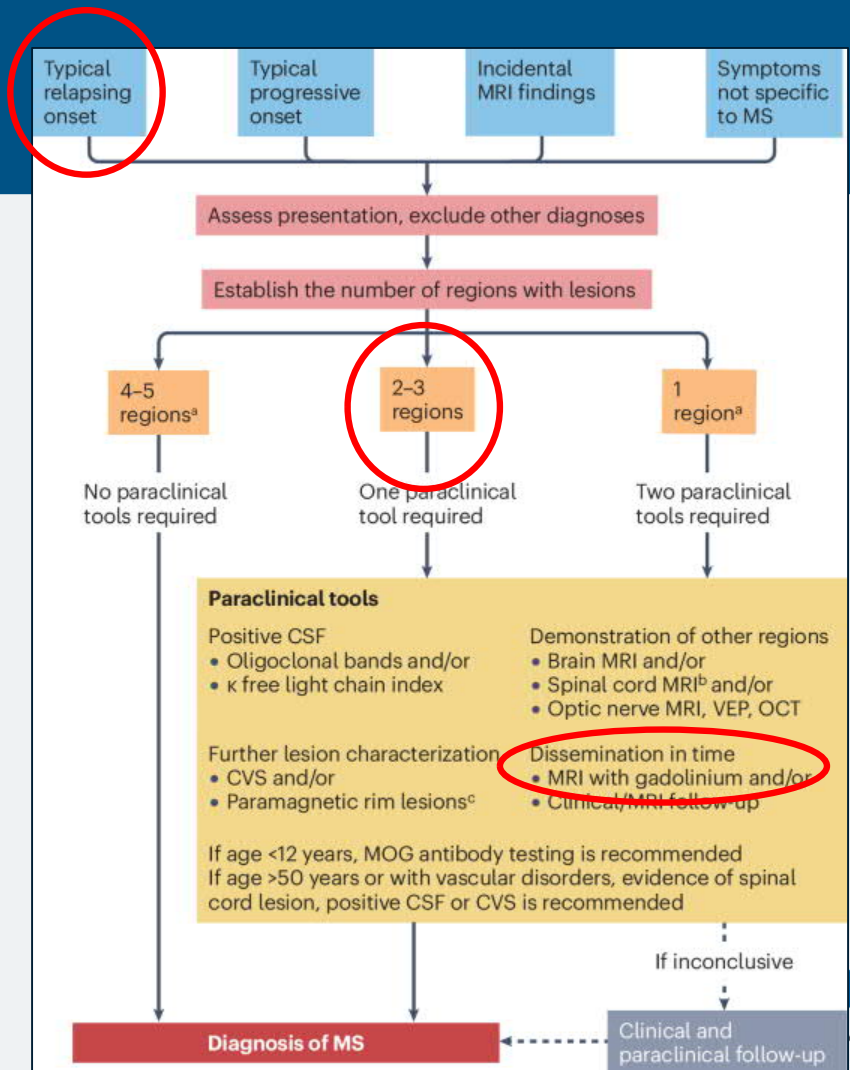 Typical
relapsing
onset
Typical
progressive
onset
Incidental
MRI findings
Symptoms
not specific
to MS
Assess presentation, exclude other diagnoses
Establish the number of regions with lesions
4–5
regionsᵃ
2–3
regions
1
regionᵃ
No paraclinical
tools required
One paraclinical
tool required
Two paraclinical
tools required
Paraclinical tools
Positive CSF
• Oligoclonal bands and/or
• κ free light chain index
Demonstration of other regions
• Brain MRI and/or
• Spinal cord MRIᵇ and/or
• Optic nerve MRI, VEP, OCT
Further lesion characterization
• CVS and/or
• Paramagnetic rim lesionsᶜ
Dissemination in time
• MRI with gadolinium and/or
• Clinical/MRI follow-up
If age <12 years, MOG antibody testing is recommended
If age >50 years or with vascular disorders, evidence of spinal
cord lesion, positive CSF or CVS is recommended
If inconclusive
Diagnosis of MS
Clinical and
paraclinical follow-up